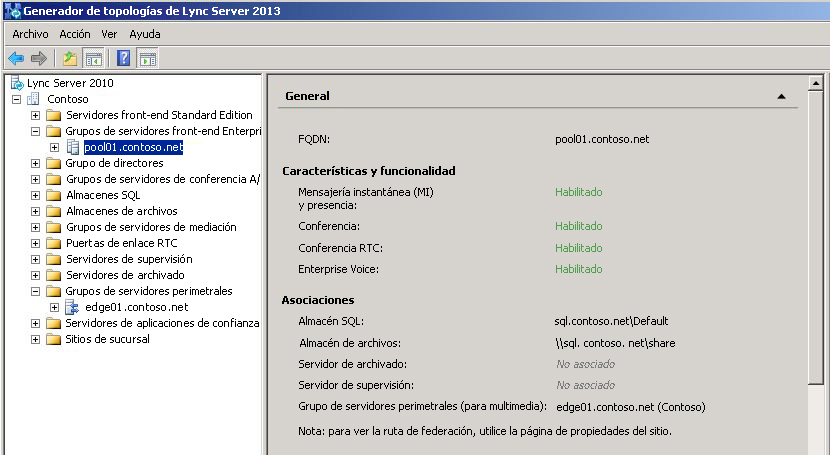 Generador de topologías de Lync Server 2013
Archivo Acción Ver Ayuda
Lync Server 2010
Contoso
Servidores front-end Standard Edition
Grupos de servidores front-end Enterpri
pool01.contoso.net
Grupo de directores
Grupos de servidores de conferencia A/
Almacenes SQL
Almacenes de archivos
Grupos de servidores de mediación
Puertas de enlace RTC
Servidores de supervisión
Servidores de archivado
Grupos de servidores perimetrales
edge01.contoso.net
Servidores de aplicaciones de confianza
Sitios de sucursal
General
FQDN: pool01.contoso.net
Características y funcionalidad
Mensajería instantánea (MI) Habilitado
y presencia:
Conferencia: Habilitado
Conferencia RTC: Habilitado
Enterprise Voice: Habilitado
Asociaciones
Almacén SQL: sql.contoso.net\Default
Almacén de archivos: \\sql. contoso. net\share
Servidor de archivado: No asociado
Servidor de supervisión: No asociado
Grupo de servidores perimetrales (para multimedia): edge01.contoso.net (Contoso)
Nota: para ver la ruta de federación, utilice la página de propiedades del sitio.